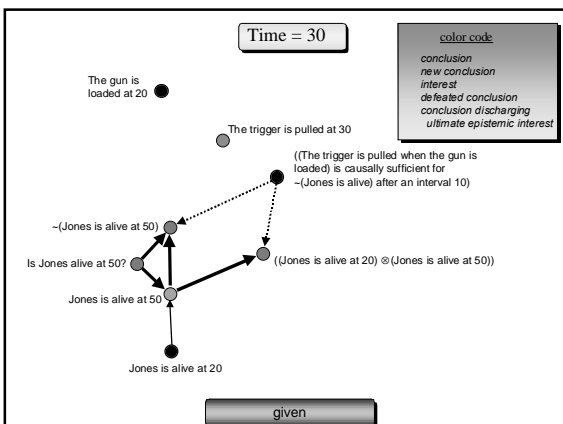 Time = 30
color code
conclusion
new conclusion
interest
defeated conclusion
conclusion discharging
ultimate epistemic interest
The gun is
loaded at 20
The trigger is pulled at 30
((The trigger is pulled when the gun is
loaded) is causally sufficient for
~(Jones is alive) after an interval 10)
~(Jones is alive at 50)
Is Jones alive at 50?
((Jones is alive at 20) ⊗(Jones is alive at 50))
Jones is alive at 50
Jones is alive at 20
given